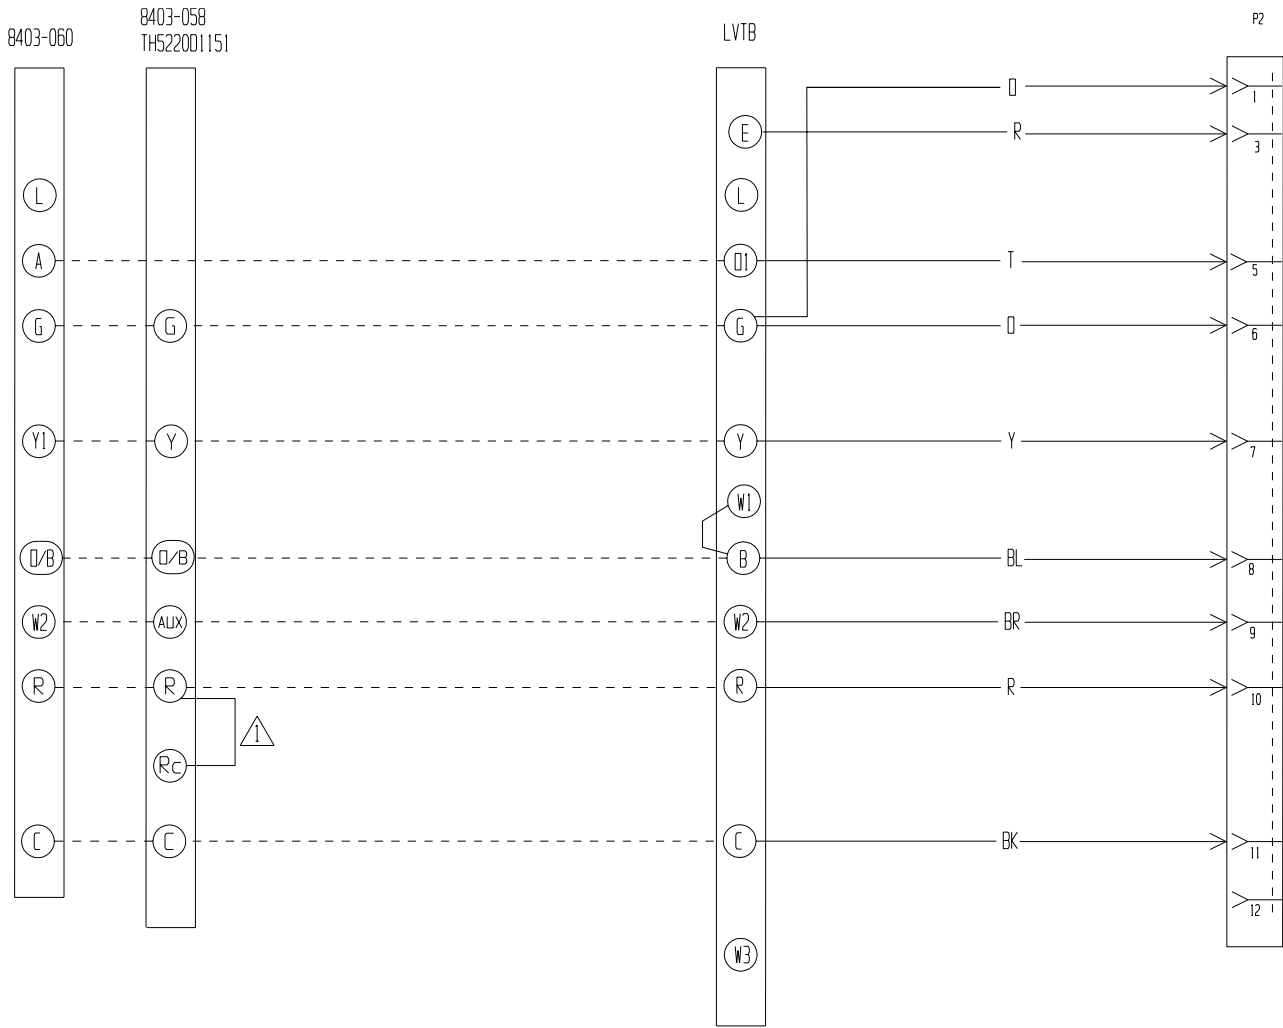 8403-060
8403-058
TH5220D1151
LVTB
P2
O
1
E
R
3
L
L
A
O1
T
5
G
G
G
O
6
Y1
Y
Y
Y
7
W1
O/B
O/B
B
BL
8
W2
AUX
W2
BR
9
R
R
R
R
10
1
Rc
C
C
C
BK
11
12
W3